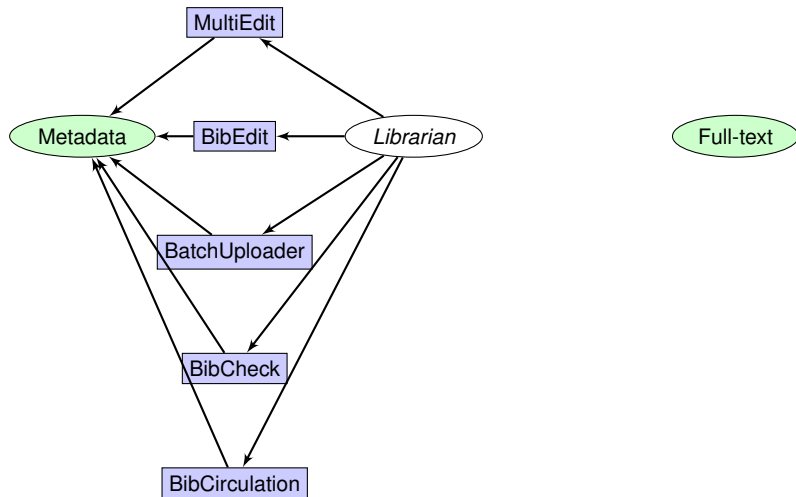 MultiEdit
Metadata
BibEdit
Librarian
Full-text
BatchUploader
BibCheck
BibCirculation